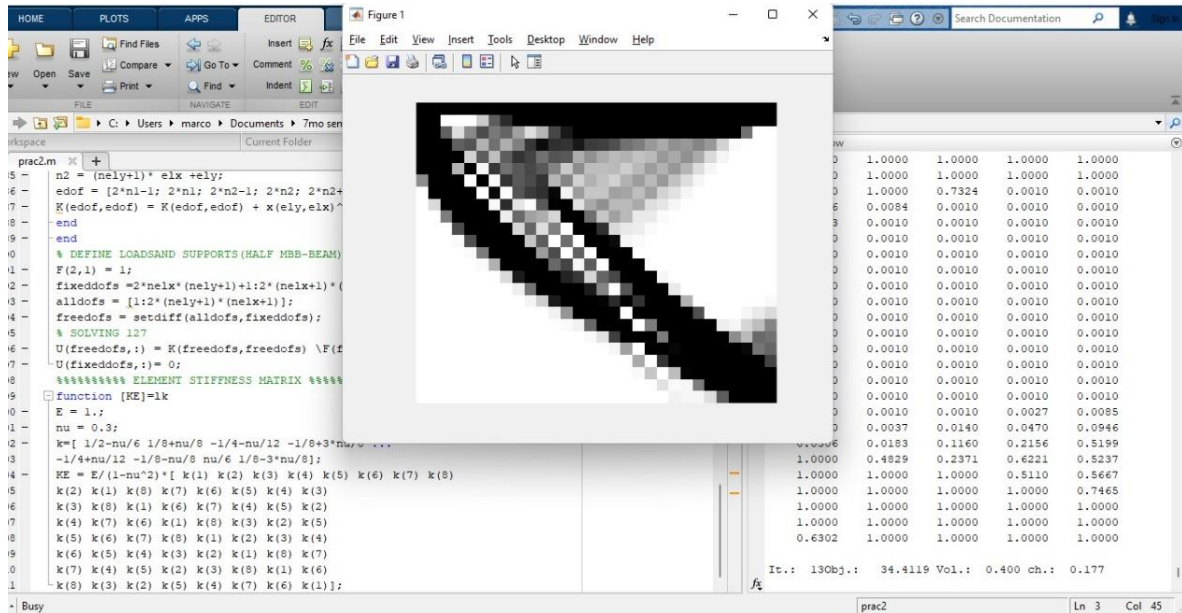 HOME PLOTS APPS EDITOR
Figure 1
Search Documentation
File Edit View Insert Tools Desktop Window Help
Find Files Insert fx
Compare Go To Comment
Open Save Print Find Indent
FILE NAVIGATE EDIT
C: Users marco Documents 7mo
Current Folder
prac2.m
n2 = (nely+1)* elx +ely;
edof = [2*n1-1; 2*n1; 2*n2-1; 2*n2; 2*n2+
K(edof,edof) = K(edof,edof) + x(ely,elx)^
end
end
% DEFINE LOADSAND SUPPORTS(HALF MBB-BEAM)
F(2,1) = 1;
fixeddofs =2*nelx*(nely+1)+1:2*(nelx+1)*(
alldofs = [1:2*(nely+1)*(nelx+1)];
freedofs = setdiff(alldofs,fixeddofs);
% SOLVING 127
U(freedofs,:) = K(freedofs,freedofs) \F(f
U(fixeddofs,:)= 0;
%%%%%%%%%% ELEMENT STIFFNESS MATRIX %%%%%
function [KE]=lk
E = 1.;
nu = 0.3;
k=[ 1/2-nu/6 1/8+nu/8 -1/4-nu/12 -1/8+3*nu/8 ...
-1/4+nu/12 -1/8-nu/8 nu/6 1/8-3*nu/8];
KE = E/(1-nu^2)*[ k(1) k(2) k(3) k(4) k(5) k(6) k(7) k(8)
k(2) k(1) k(8) k(7) k(6) k(5) k(4) k(3)
k(3) k(8) k(1) k(6) k(7) k(4) k(5) k(2)
k(4) k(7) k(6) k(1) k(8) k(3) k(2) k(5)
k(5) k(6) k(7) k(8) k(1) k(2) k(3) k(4)
k(6) k(5) k(4) k(3) k(2) k(1) k(8) k(7)
k(7) k(4) k(5) k(2) k(3) k(8) k(1) k(6)
k(8) k(3) k(2) k(5) k(4) k(7) k(6) k(1)];
1.0000 1.0000 1.0000 1.0000
1.0000 1.0000 1.0000 1.0000
1.0000 0.7324 0.0010 0.0010
0.0084 0.0010 0.0010 0.0010
0.0010 0.0010 0.0010 0.0010
0.0010 0.0010 0.0010 0.0010
0.0010 0.0010 0.0010 0.0010
0.0010 0.0010 0.0010 0.0010
0.0010 0.0010 0.0010 0.0010
0.0010 0.0010 0.0010 0.0010
0.0010 0.0010 0.0010 0.0010
0.0010 0.0010 0.0010 0.0010
0.0010 0.0010 0.0010 0.0010
0.0010 0.0010 0.0010 0.0010
0.0010 0.0010 0.0010 0.0010
0.0010 0.0010 0.0010 0.0010
0.0010 0.0010 0.0027 0.0085
0.0037 0.0140 0.0470 0.0946
0.0306 0.0183 0.1160 0.2156 0.5199
1.0000 0.4829 0.2371 0.6221 0.5237
1.0000 1.0000 1.0000 0.5110 0.5667
1.0000 1.0000 1.0000 1.0000 0.7465
1.0000 1.0000 1.0000 1.0000 1.0000
1.0000 1.0000 1.0000 1.0000 1.0000
0.6302 1.0000 1.0000 1.0000 1.0000
It.: 13Obj.: 34.4119 Vol.: 0.400 ch.: 0.177
fx
Busy prac2 Ln 3 Col 45